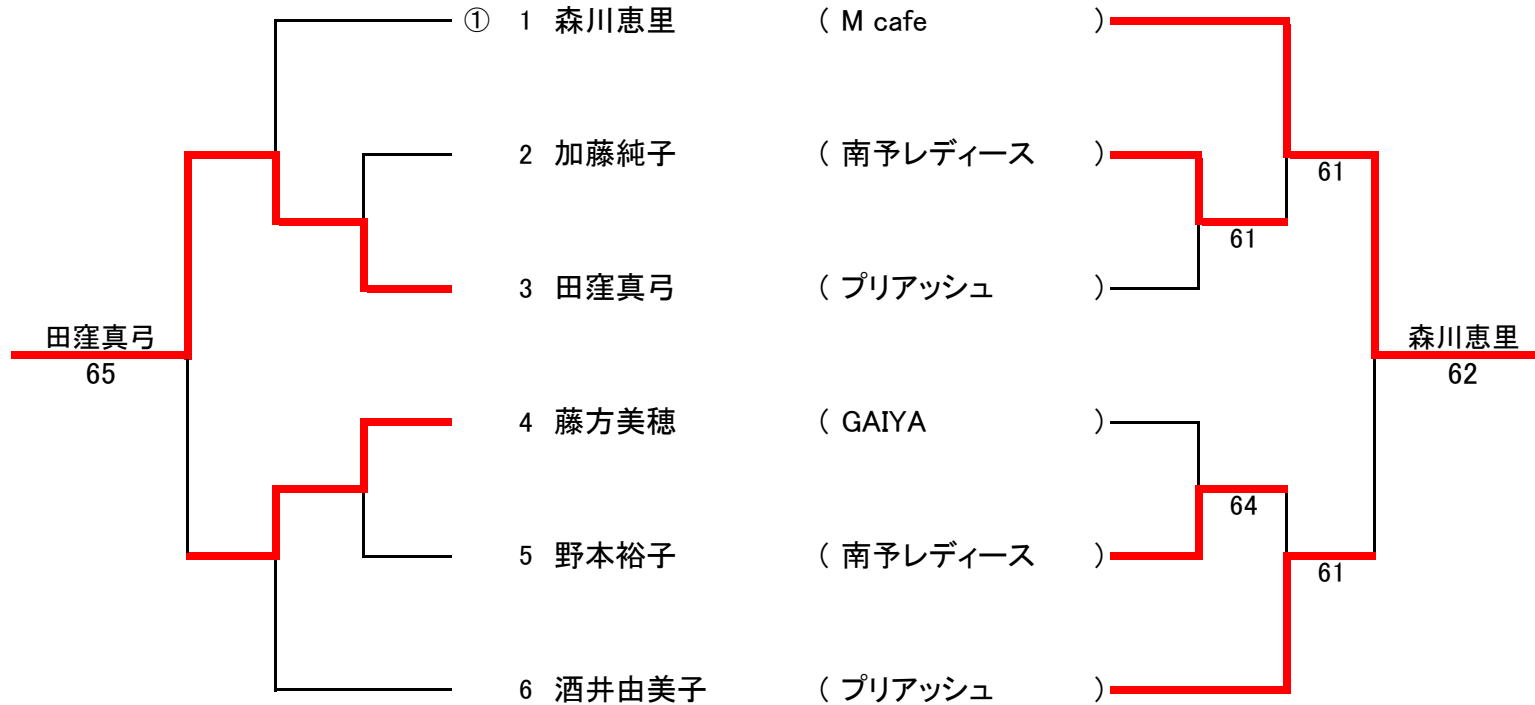 ① 1 森川恵里 ( M cafe )
2 加藤純子 ( 南予レディース )
61
61
3 田窪真弓 ( プリアッシュ )
田窪真弓
65
森川恵里
62
4 藤方美穂 ( GAIYA )
64
5 野本裕子 ( 南予レディース )
61
6 酒井由美子 ( プリアッシュ )